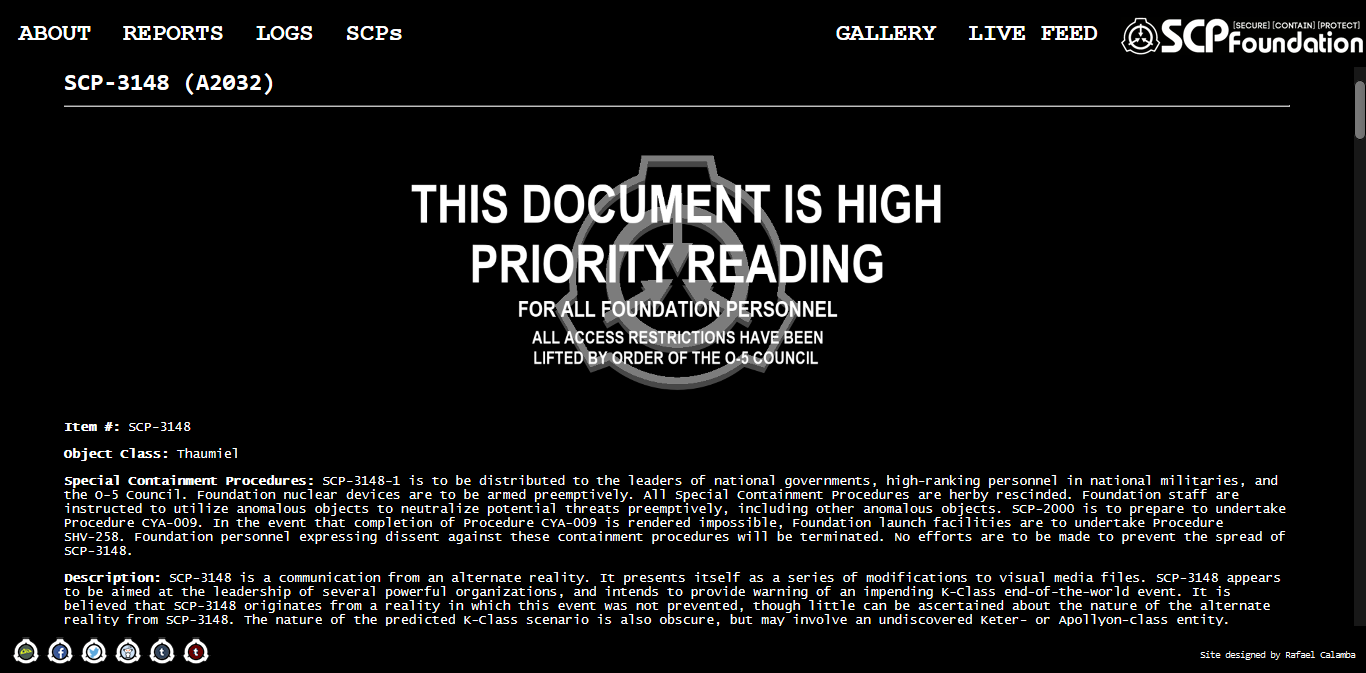 ABOUT REPORTS LOGS SCPs GALLERY LIVE FEED [SECURE] [CONTAIN] [PROTECT]
SCP Foundation
SCP-3148 (A2032)
THIS DOCUMENT IS HIGH
PRIORITY READING
FOR ALL FOUNDATION PERSONNEL
ALL ACCESS RESTRICTIONS HAVE BEEN
LIFTED BY ORDER OF THE O-5 COUNCIL
Item #: SCP-3148
Object Class: Thaumiel
Special Containment Procedures: SCP-3148-1 is to be distributed to the leaders of national governments, high-ranking personnel in national militaries, and
the O-5 Council. Foundation nuclear devices are to be armed preemptively. All Special Containment Procedures are herby rescinded. Foundation staff are
instructed to utilize anomalous objects to neutralize potential threats preemptively, including other anomalous objects. SCP-2000 is to prepare to undertake
Procedure CYA-009. In the event that completion of Procedure CYA-009 is rendered impossible, Foundation launch facilities are to undertake Procedure
SHV-258. Foundation personnel expressing dissent against these containment procedures will be terminated. No efforts are to be made to prevent the spread of
SCP-3148.
Description: SCP-3148 is a communication from an alternate reality. It presents itself as a series of modifications to visual media files. SCP-3148 appears
to be aimed at the leadership of several powerful organizations, and intends to provide warning of an impending K-Class end-of-the-world event. It is
believed that SCP-3148 originates from a reality in which this event was not prevented, though little can be ascertained about the nature of the alternate
reality from SCP-3148. The nature of the predicted K-Class scenario is also obscure, but may involve an undiscovered Keter- or Apollyon-class entity.
f t t
Site designed by Rafael Calamba